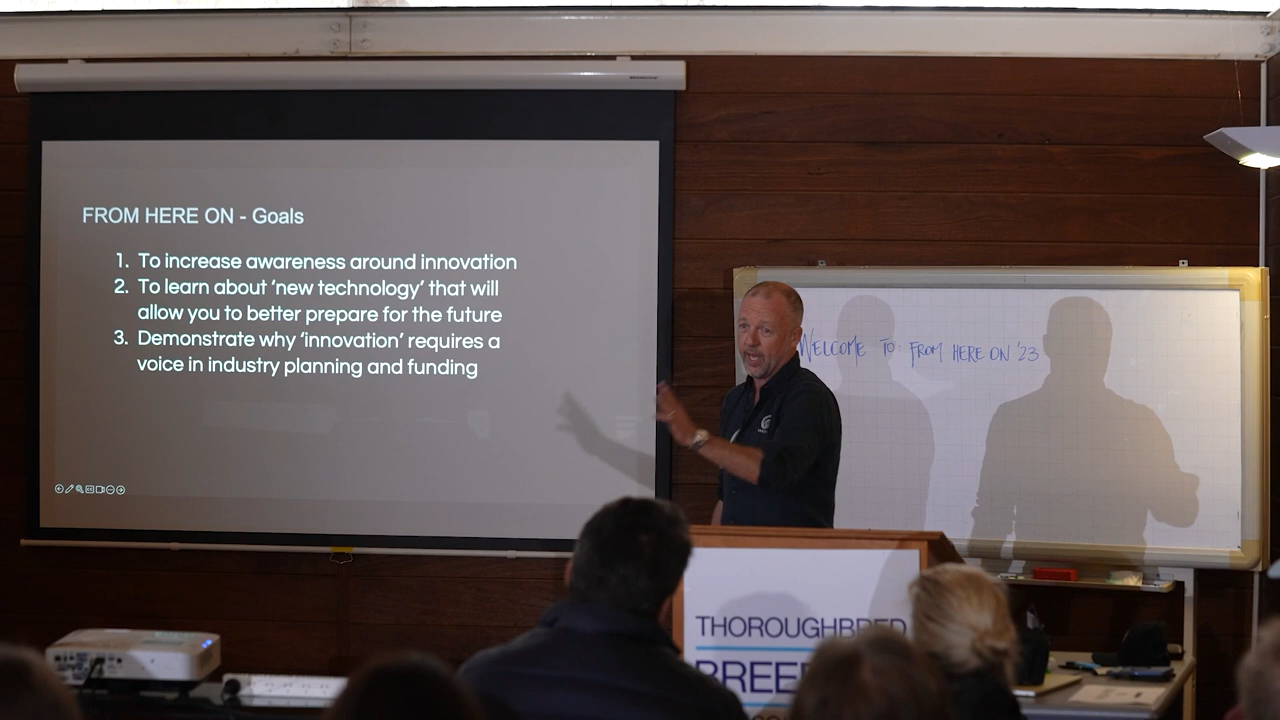 FROM HERE ON - Goals
1. To increase awareness around innovation
2. To learn about ‘new technology’ that will
allow you to better prepare for the future
3. Demonstrate why ‘innovation’ requires a
voice in industry planning and funding
WELCOME TO: FROM HERE ON '23
THOROUGHBRED